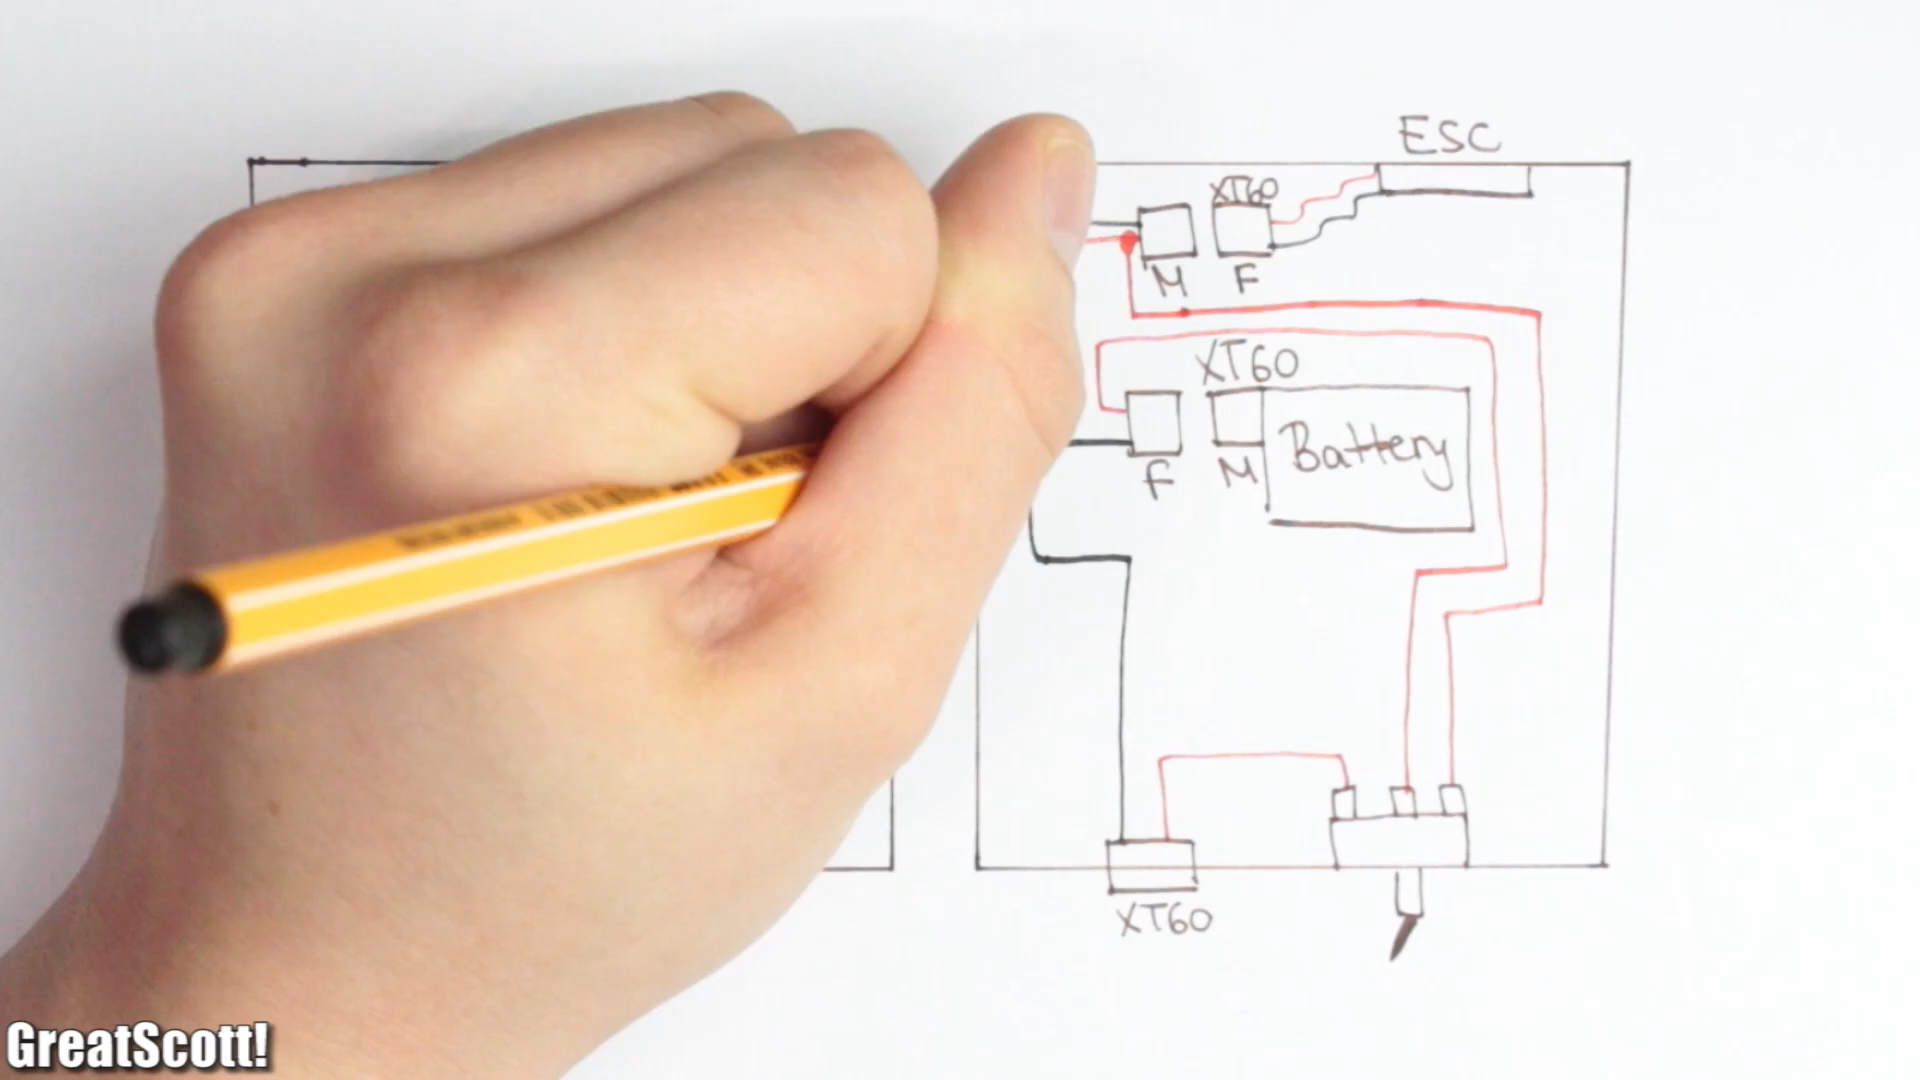 ESC
XT60
M F
XT60
Battery
F M
XT60
GreatScott!